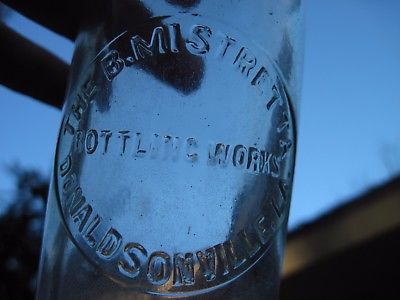 THE B. MISTRETTA
BOTTLING WORKS
DONALDSONVILLE, LA.